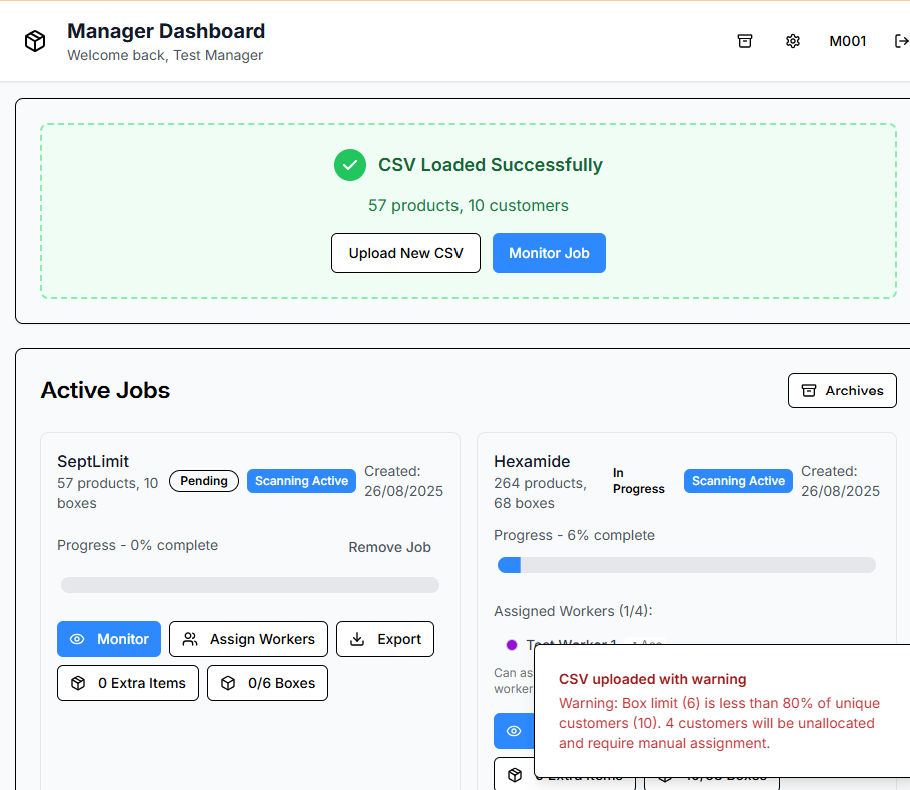 Manager Dashboard
Welcome back, Test Manager
M001
CSV Loaded Successfully
57 products, 10 customers
Upload New CSV
Monitor Job
Active Jobs
Archives
SeptLimit
57 products, 10
boxes
Pending
Scanning Active
Created:
26/08/2025
Progress - 0% complete
Remove Job
Monitor
Assign Workers
Export
0 Extra Items
0/6 Boxes
Hexamide
264 products,
68 boxes
In
Progress
Scanning Active
Created:
26/08/2025
Progress - 6% complete
Assigned Workers (1/4):
Test Worker 1
Can as
worker
0 Extra Items
Boxes
CSV uploaded with warning
Warning: Box limit (6) is less than 80% of unique
customers (10). 4 customers will be unallocated
and require manual assignment.